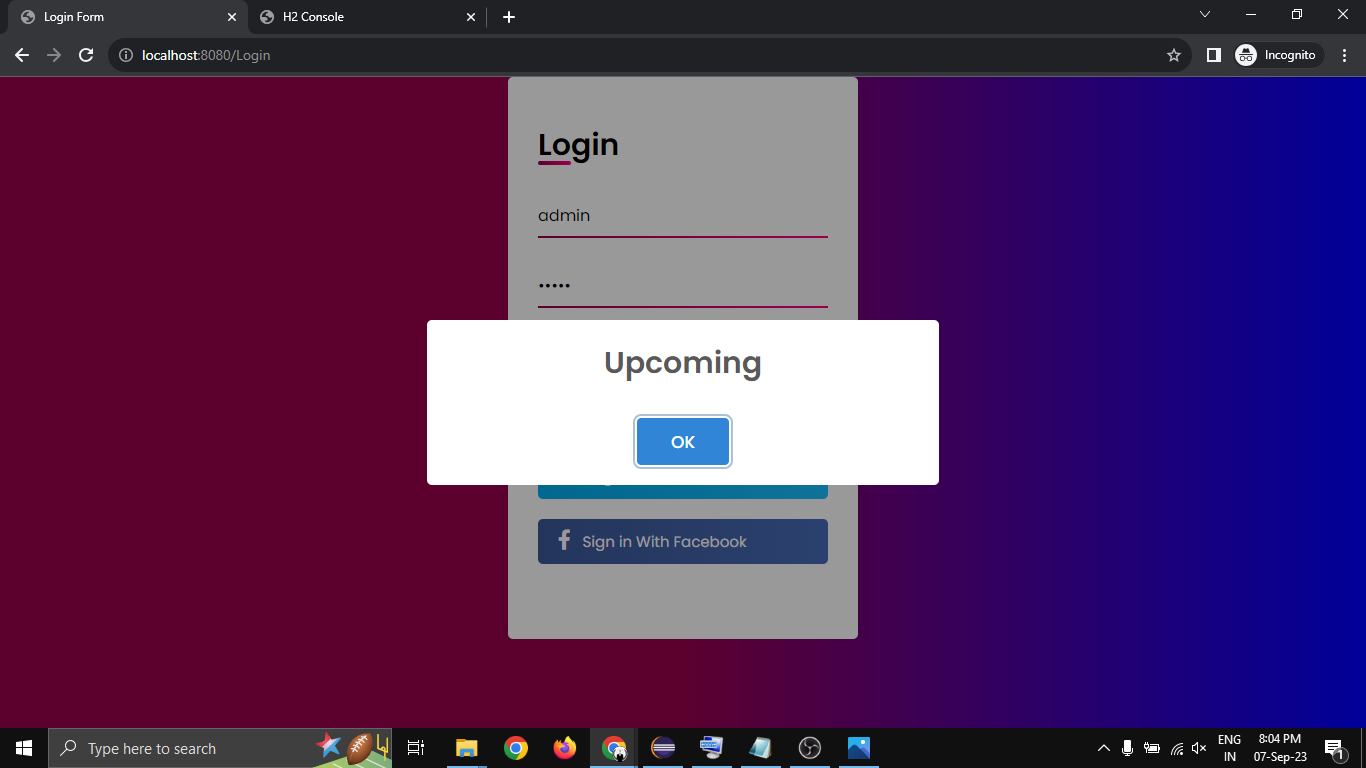 Login Form
H2 Console
localhost:8080/Login
Incognito
Login
admin
•••••
Upcoming
OK
Sign in With Facebook
Type here to search
ENG
IN
8:04 PM
07-Sep-23
1